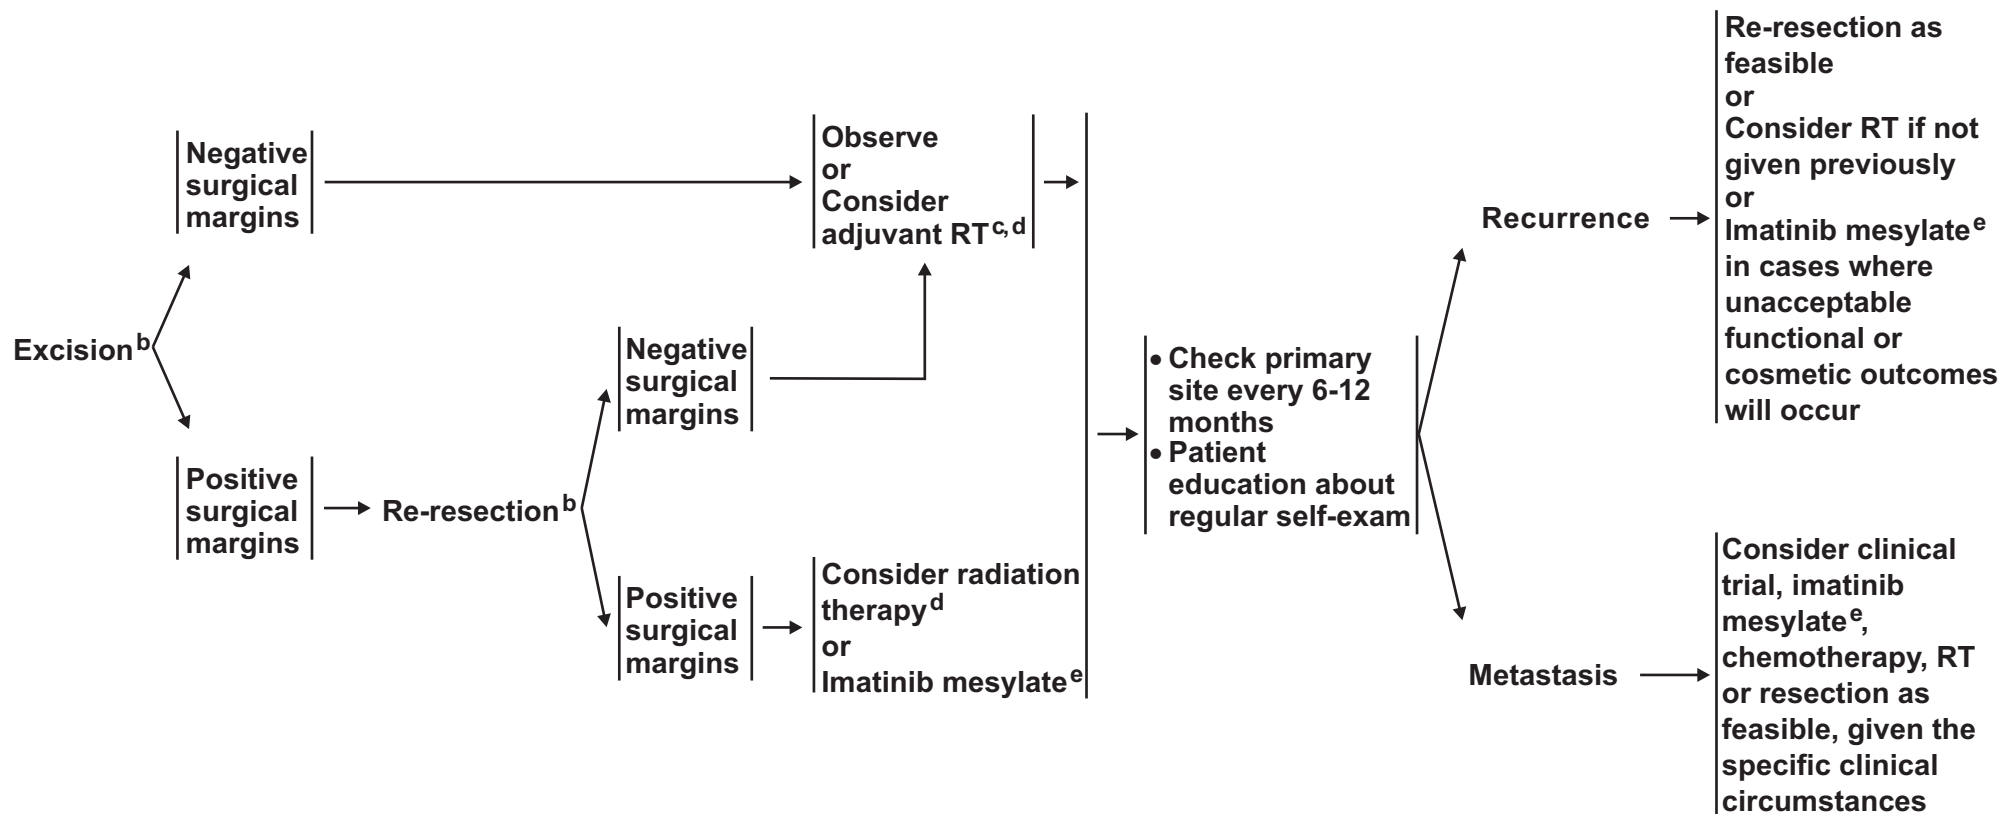 Excision b
Negative
surgical
margins
Positive
surgical
margins
Re-resection b
Negative
surgical
margins
Positive
surgical
margins
Observe
or
Consider
adjuvant RT c, d
Consider radiation
therapy d
or
Imatinib mesylate e
• Check primary
site every 6-12
months
• Patient
education about
regular self-exam
Recurrence
Re-resection as
feasible
or
Consider RT if not
given previously
or
Imatinib mesylate e
in cases where
unacceptable
functional or
cosmetic outcomes
will occur
Metastasis
Consider clinical
trial, imatinib
mesylate e,
chemotherapy, RT
or resection as
feasible, given the
specific clinical
circumstances